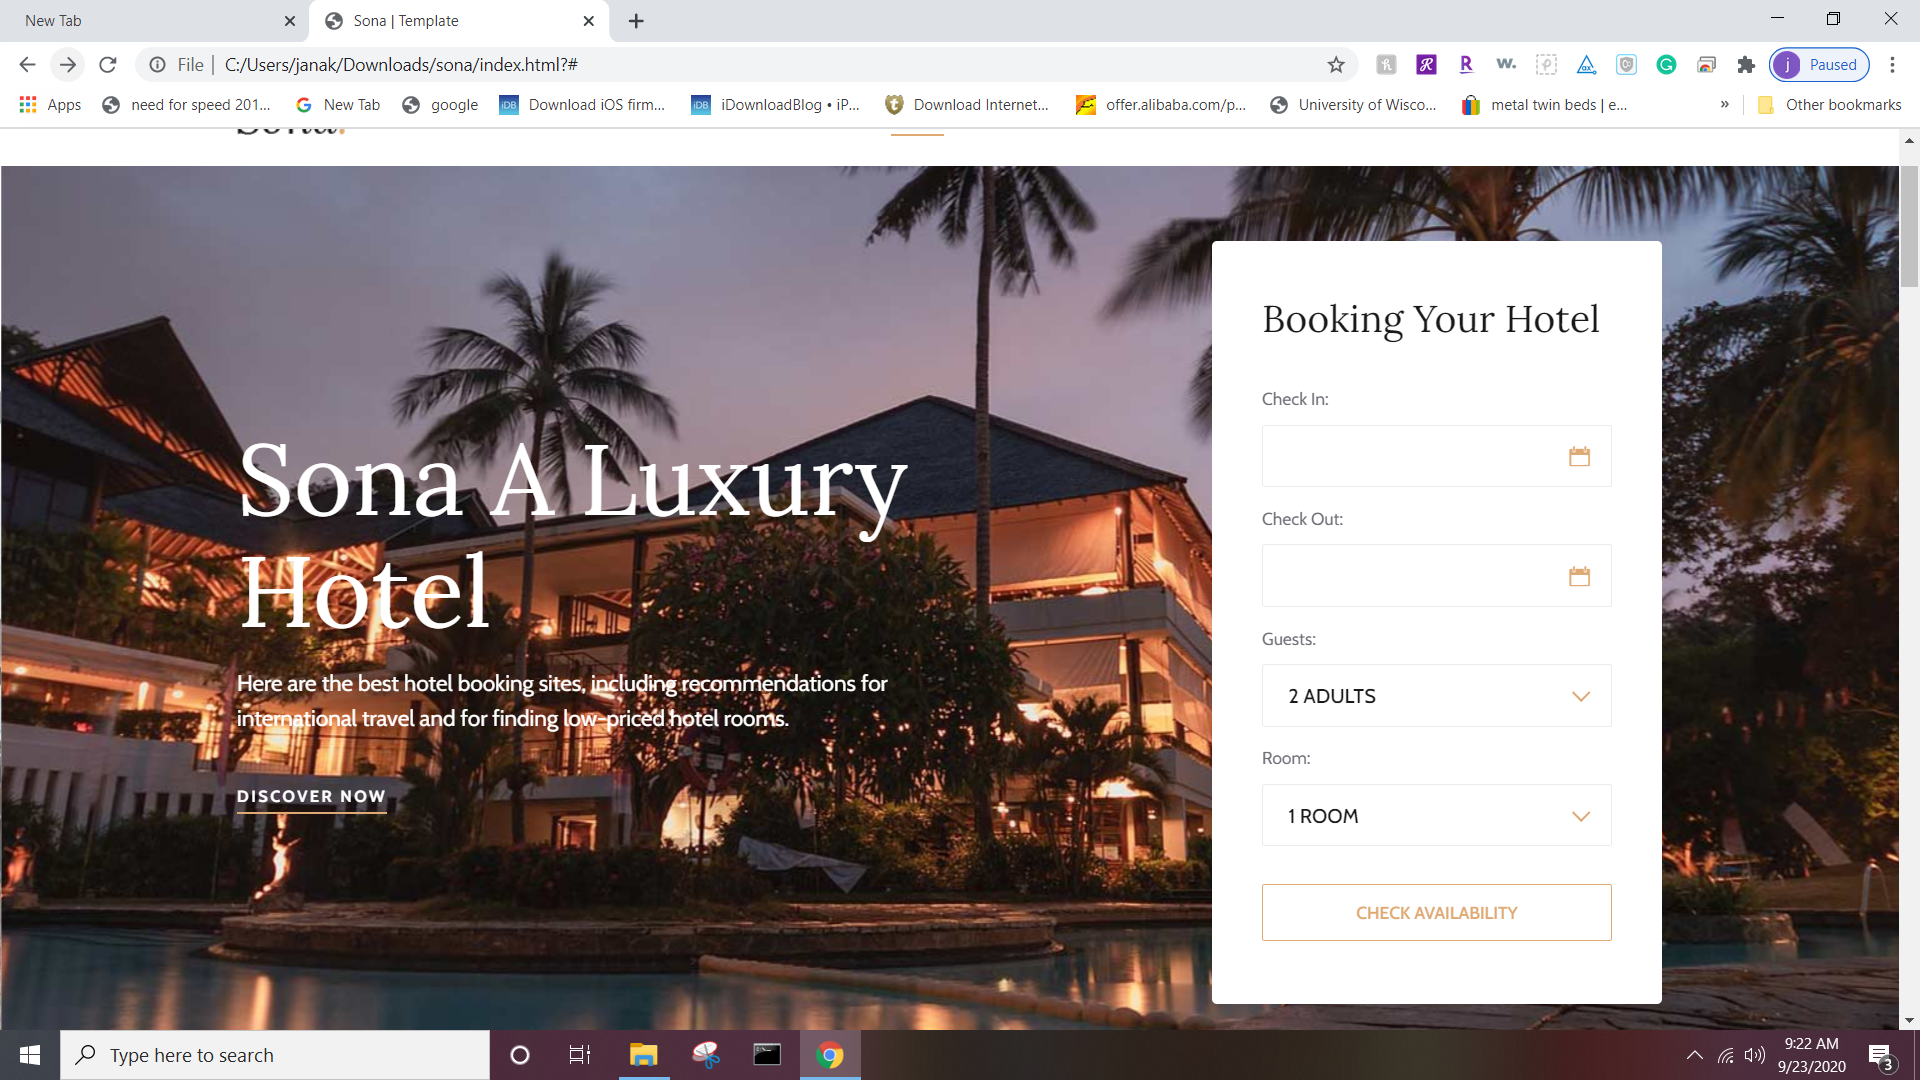 New Tab
Sona | Template
File | C:/Users/janak/Downloads/sona/index.html?#
Paused
Apps
need for speed 201...
New Tab
google
Download iOS firm...
iDownloadBlog • iP...
Download Internet...
offer.alibaba.com/p...
University of Wisco...
metal twin beds | e...
»
Other bookmarks
Sona.
Sona A Luxury
Hotel
Here are the best hotel booking sites, including recommendations for
international travel and for finding low-priced hotel rooms.
DISCOVER NOW
Booking Your Hotel
Check In:
Check Out:
Guests:
2 ADULTS
Room:
1 ROOM
CHECK AVAILABILITY
Type here to search
9:22 AM
9/23/2020
3